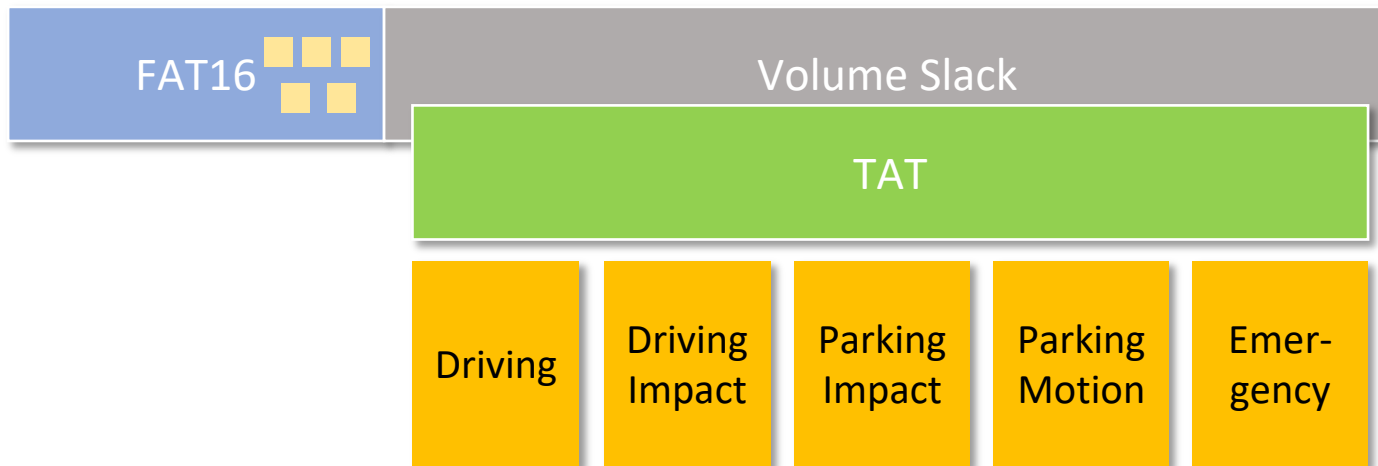 FAT16
Volume Slack
TAT
Driving
Driving
Impact
Parking
Impact
Parking
Motion
Emer-
gency